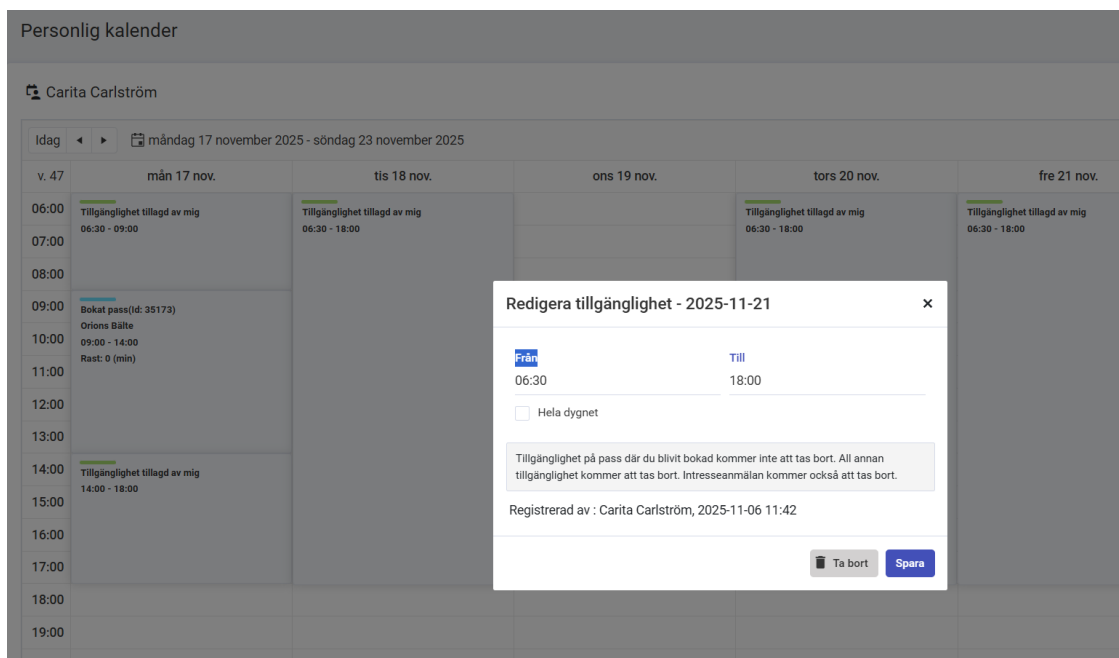 Personlig kalender
Carita Carlström
Idag måndag 17 november 2025 - söndag 23 november 2025
v. 47 mån 17 nov. tis 18 nov. ons 19 nov. tors 20 nov. fre 21 nov.
06:00
07:00
08:00
09:00
10:00
11:00
12:00
13:00
14:00
15:00
16:00
17:00
18:00
19:00
Tillgänglighet tillagd av mig
06:30 - 09:00
Bokat pass(Id: 35173)
Orions Bälte
09:00 - 14:00
Rast: 0 (min)
Tillgänglighet tillagd av mig
14:00 - 18:00
Tillgänglighet tillagd av mig
06:30 - 18:00
Tillgänglighet tillagd av mig
06:30 - 18:00
Tillgänglighet tillagd av mig
06:30 - 18:00
Redigera tillgänglighet - 2025-11-21
Från Till
06:30 18:00
Hela dygnet
Tillgänglighet på pass där du blivit bokad kommer inte att tas bort. All annan
tillgänglighet kommer att tas bort. Intresseanmälan kommer också att tas bort.
Registrerad av : Carita Carlström, 2025-11-06 11:42
Ta bort Spara